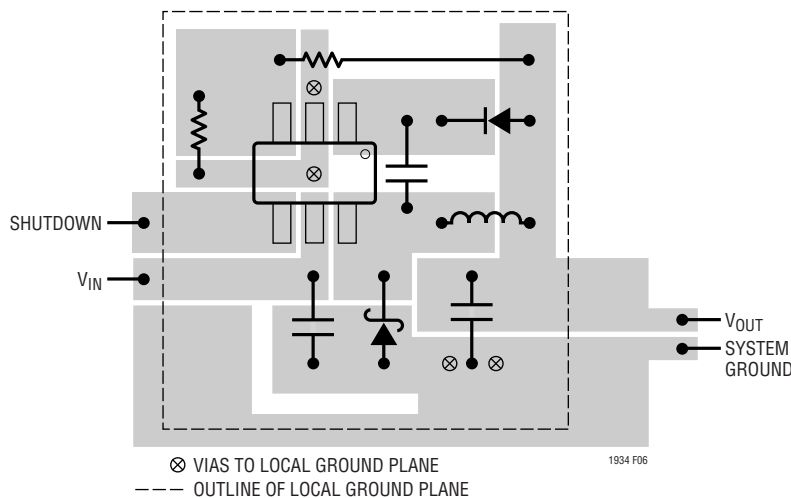 SHUTDOWN
VIN
VOUT
SYSTEM
GROUND
VIAS TO LOCAL GROUND PLANE
1934 F06
OUTLINE OF LOCAL GROUND PLANE